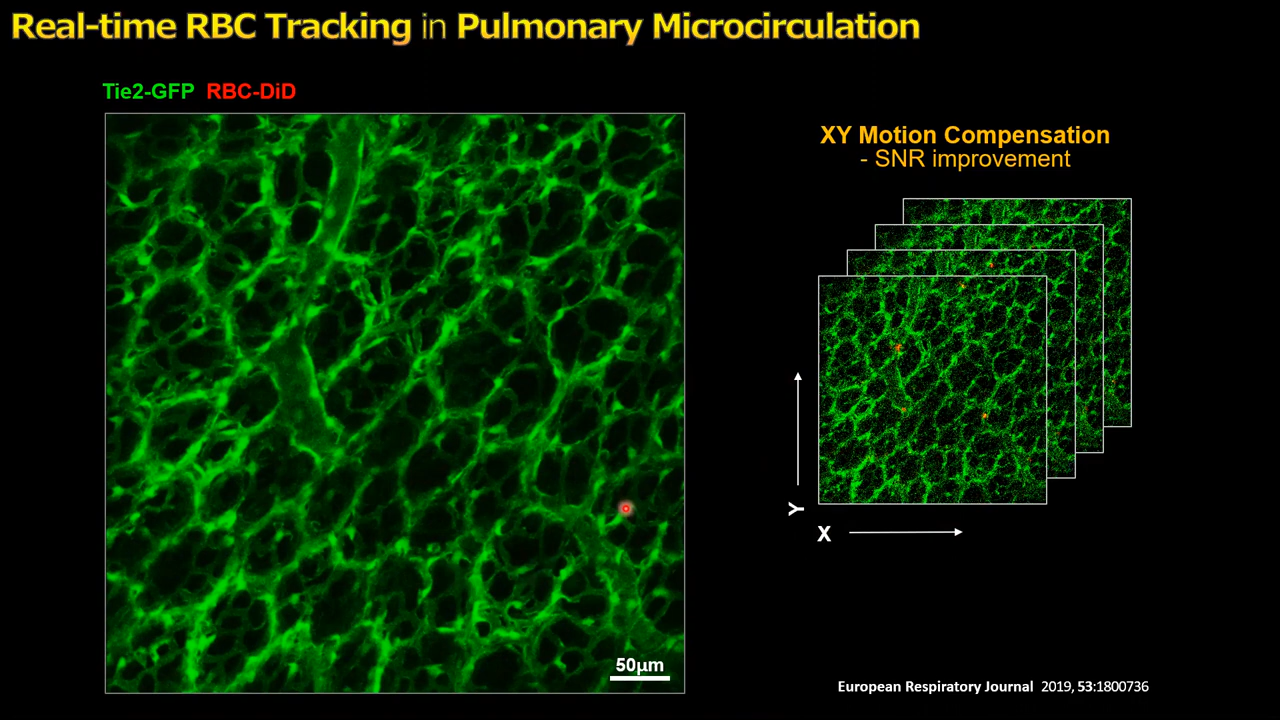 Real-time RBC Tracking in Pulmonary Microcirculation
Tie2-GFP RBC-DiD
XY Motion Compensation
- SNR improvement
Y
X
50μm
European Respiratory Journal 2019, 53:1800736